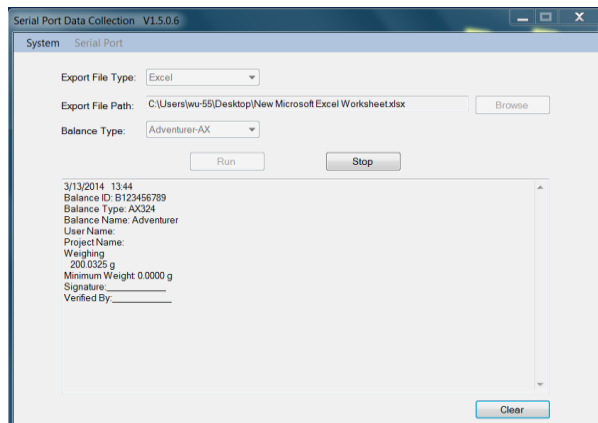 Serial Port Data Collection V1.5.0.6
System Serial Port
Export File Type: Excel
Export File Path: C:\Users\wu-55\Desktop\New Microsoft Excel Worksheet.xlsx Browse
Balance Type: Adventurer-AX
Run Stop
3/13/2014 13:44
Balance ID: B123456789
Balance Type: AX324
Balance Name: Adventurer
User Name:
Project Name:
Weighing
200.0325 g
Minimum Weight: 0.0000 g
Signature:____________
Verified By:____________
Clear